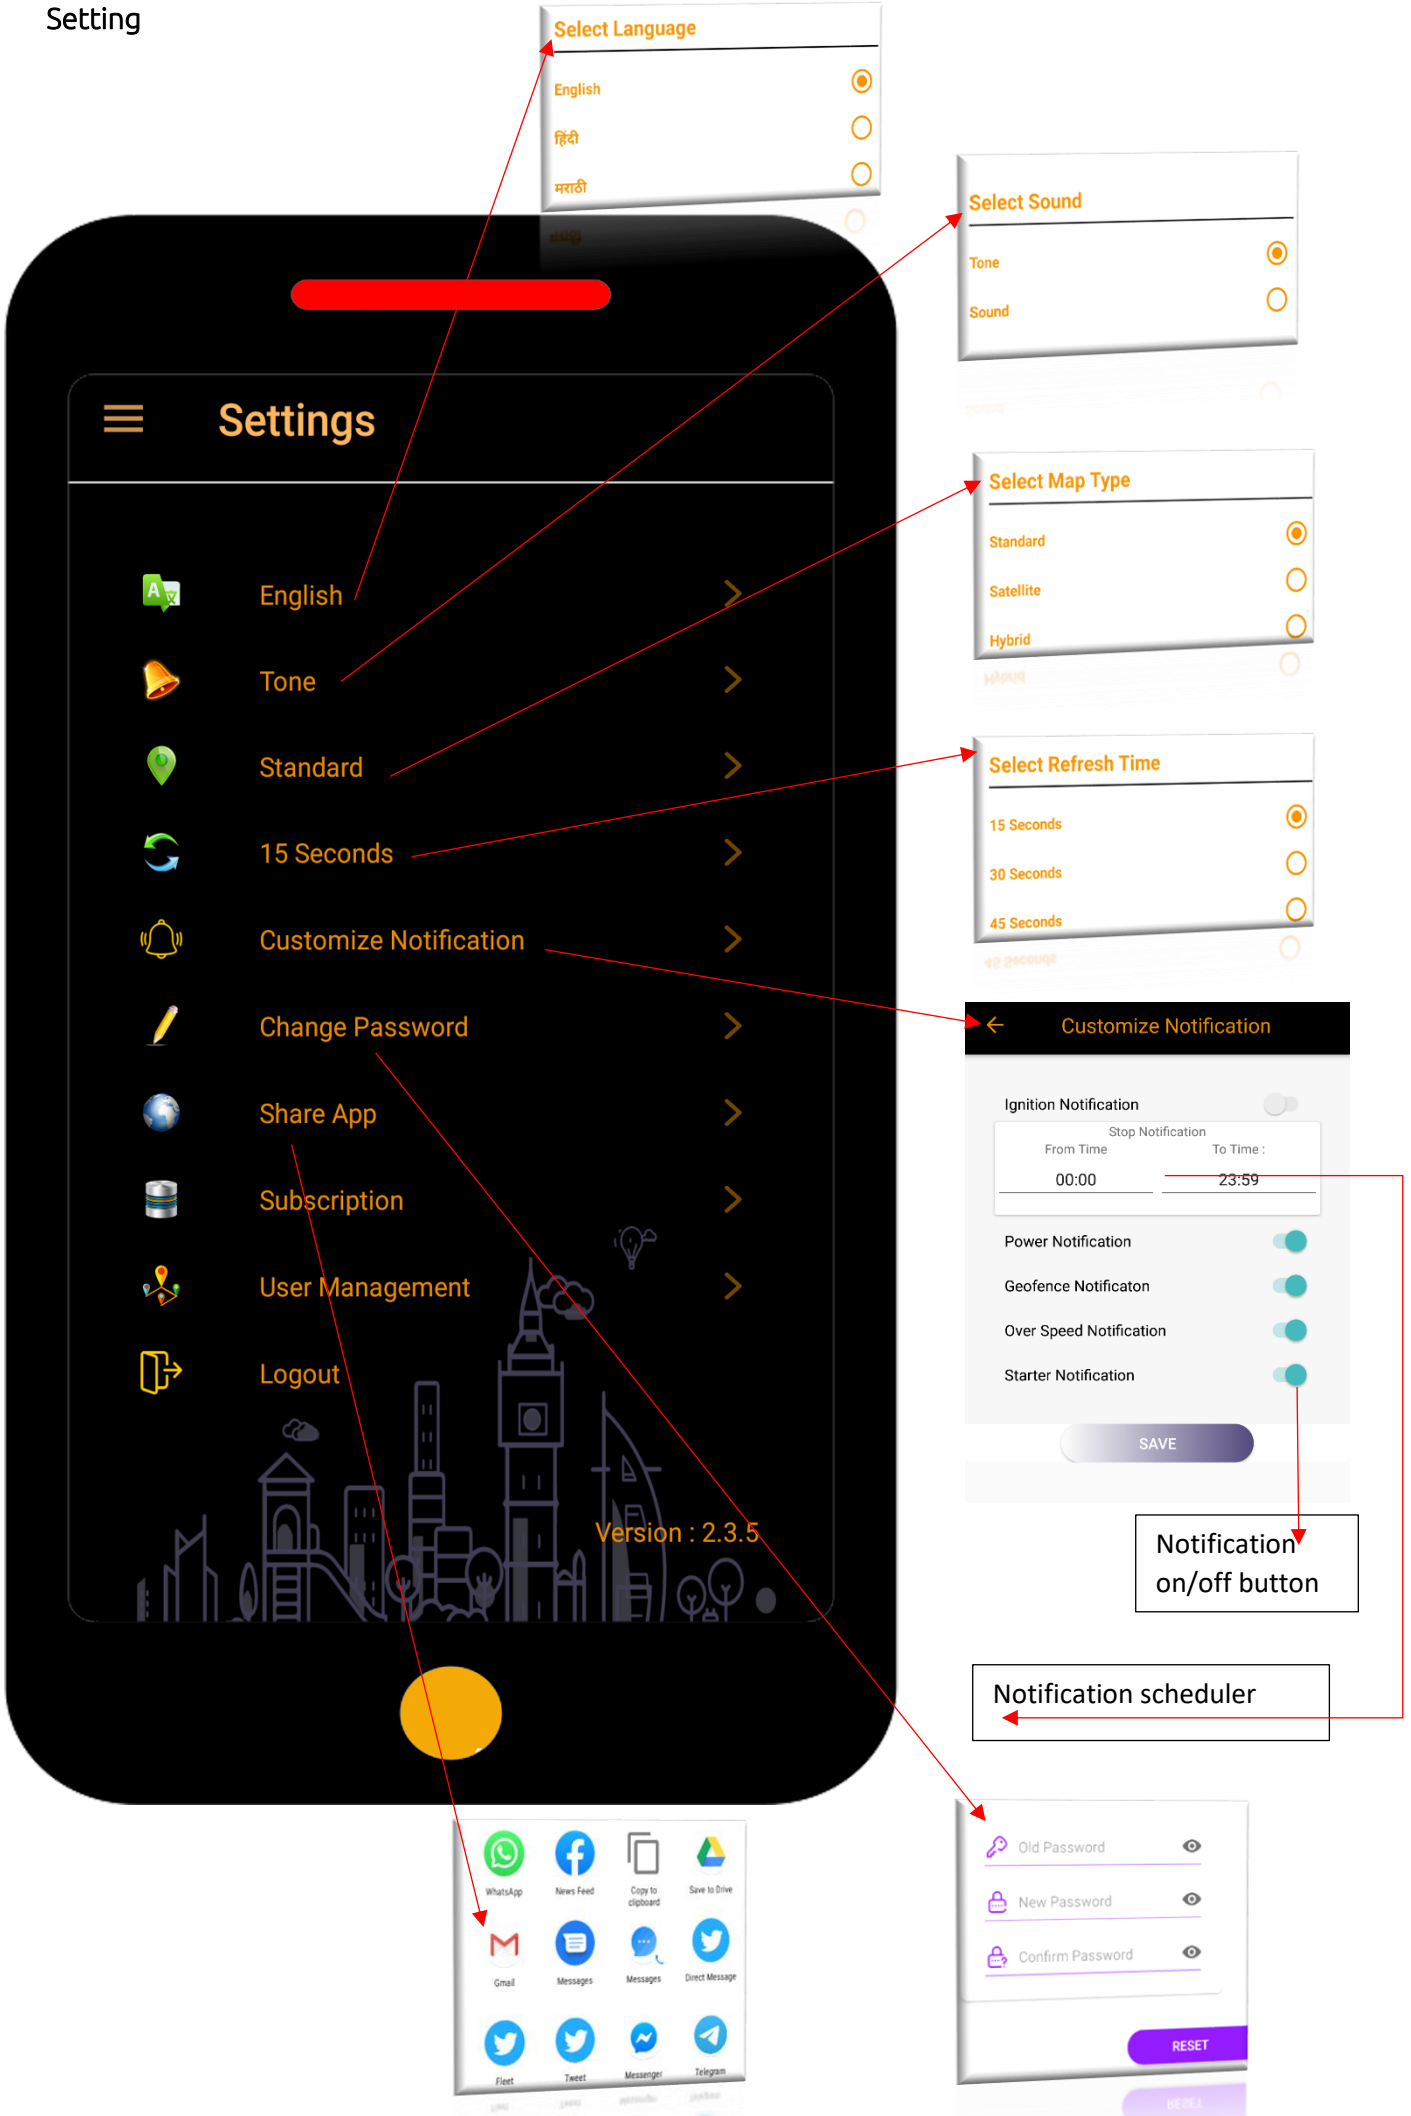 Setting
Select Language
English
हिंदी
मराठी
Select Sound
Tone
Sound
Settings
Select Map Type
Standard
Satellite
Hybrid
English
Tone
Standard
15 Seconds
Customize Notification
Change Password
Share App
Subscription
User Management
Logout
Version : 2.3.5
Select Refresh Time
15 Seconds
30 Seconds
45 Seconds
Customize Notification
Ignition Notification
Stop Notification
From Time To Time :
00:00 23:59
Power Notification
Geofence Notificaton
Over Speed Notification
Starter Notification
SAVE
Notification
on/off button
Notification scheduler
WhatsApp News Feed Copy to Save to Drive
clipboard
Gmail Messages Messages Direct Message
Fleet Tweet Messenger Telegram
Old Password
New Password
Confirm Password
RESET